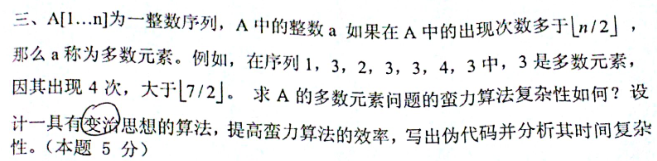 三、A[1…n]为一整数序列，A 中的整数 a 如果在 A 中的出现次数多于⌊n/2⌋，
那么 a 称为多数元素。例如，在序列 1，3，2，3，3，4，3 中，3 是多数元素，
因其出现 4 次，大于⌊7/2⌋。 求 A 的多数元素问题的蛮力算法复杂性如何？设
计一具有变治思想的算法，提高蛮力算法的效率，写出伪代码并分析其时间复杂
性。（本题 5 分）